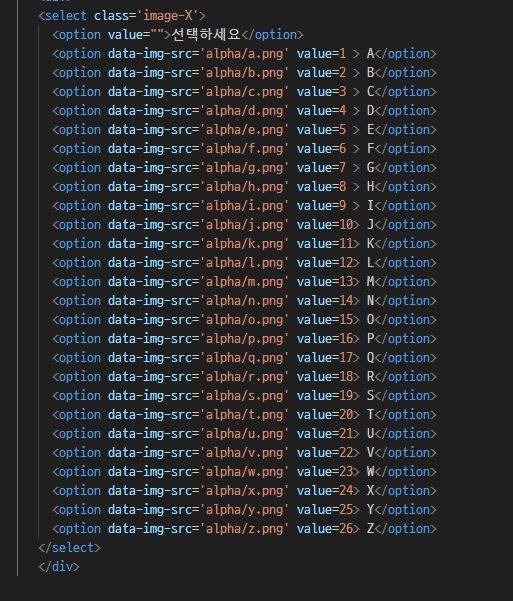 <select class='image-X'>
<option value="">선택하세요</option>
<option data-img-src='alpha/a.png' value=1 > A</option>
<option data-img-src='alpha/b.png' value=2 > B</option>
<option data-img-src='alpha/c.png' value=3 > C</option>
<option data-img-src='alpha/d.png' value=4 > D</option>
<option data-img-src='alpha/e.png' value=5 > E</option>
<option data-img-src='alpha/f.png' value=6 > F</option>
<option data-img-src='alpha/g.png' value=7 > G</option>
<option data-img-src='alpha/h.png' value=8 > H</option>
<option data-img-src='alpha/i.png' value=9 > I</option>
<option data-img-src='alpha/j.png' value=10> J</option>
<option data-img-src='alpha/k.png' value=11> K</option>
<option data-img-src='alpha/l.png' value=12> L</option>
<option data-img-src='alpha/m.png' value=13> M</option>
<option data-img-src='alpha/n.png' value=14> N</option>
<option data-img-src='alpha/o.png' value=15> O</option>
<option data-img-src='alpha/p.png' value=16> P</option>
<option data-img-src='alpha/q.png' value=17> Q</option>
<option data-img-src='alpha/r.png' value=18> R</option>
<option data-img-src='alpha/s.png' value=19> S</option>
<option data-img-src='alpha/t.png' value=20> T</option>
<option data-img-src='alpha/u.png' value=21> U</option>
<option data-img-src='alpha/v.png' value=22> V</option>
<option data-img-src='alpha/w.png' value=23> W</option>
<option data-img-src='alpha/x.png' value=24> X</option>
<option data-img-src='alpha/y.png' value=25> Y</option>
<option data-img-src='alpha/z.png' value=26> Z</option>
</select>
</div>